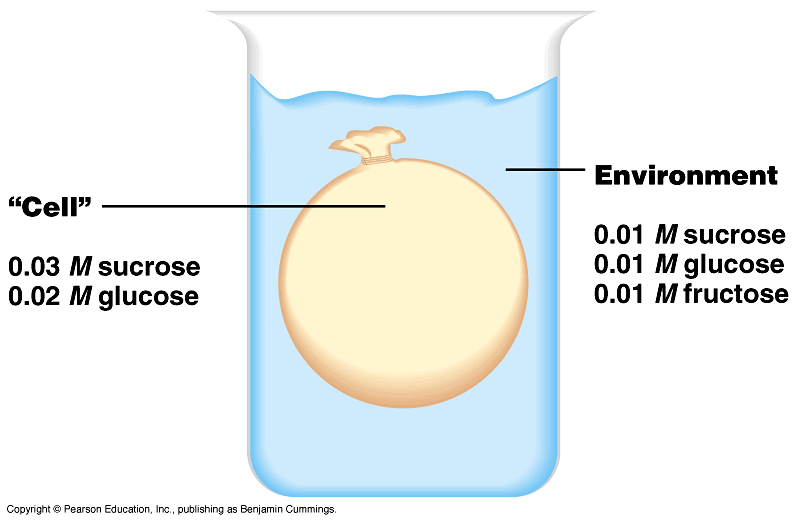 “Cell”
0.03 M sucrose
0.02 M glucose
Environment
0.01 M sucrose
0.01 M glucose
0.01 M fructose
Copyright © Pearson Education, Inc., publishing as Benjamin Cummings.